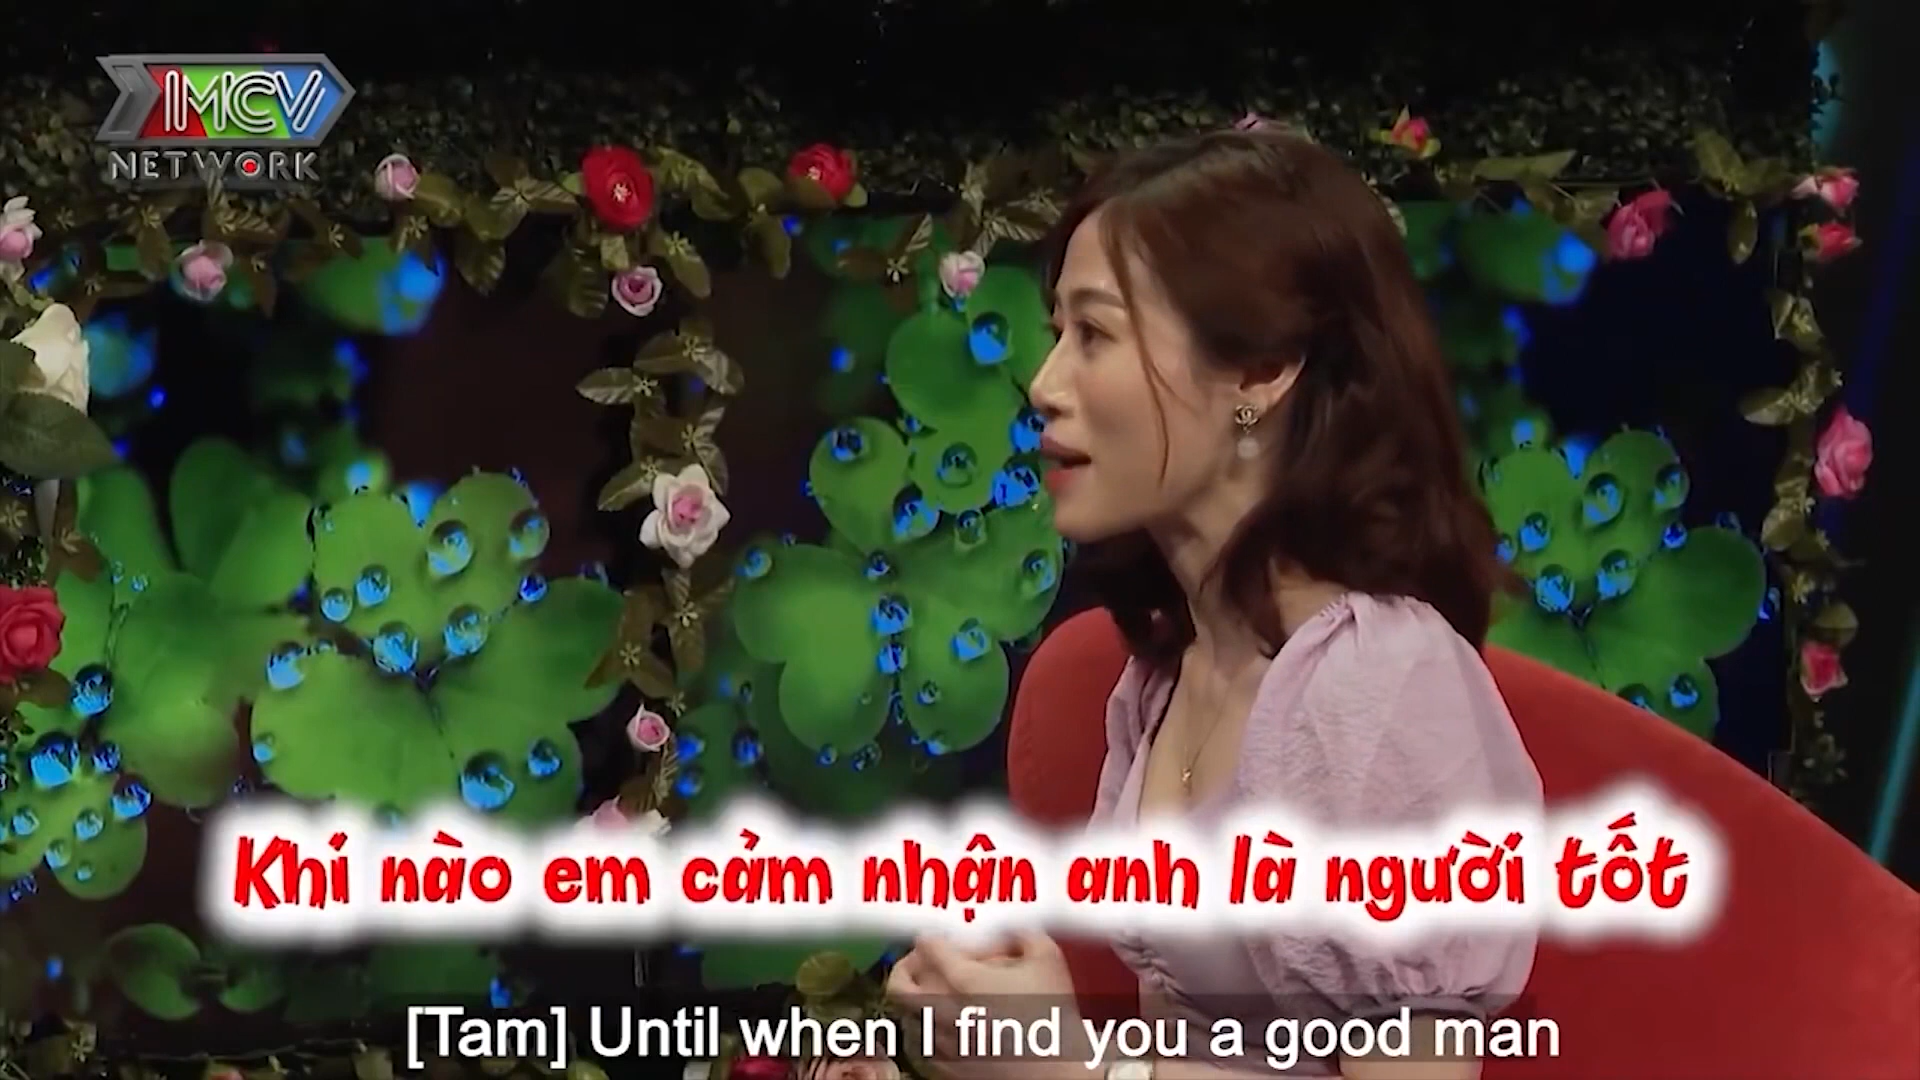 MCV
NETWORK
Khi nào em cảm nhận anh là người tốt
[Tam] Until when I find you a good man